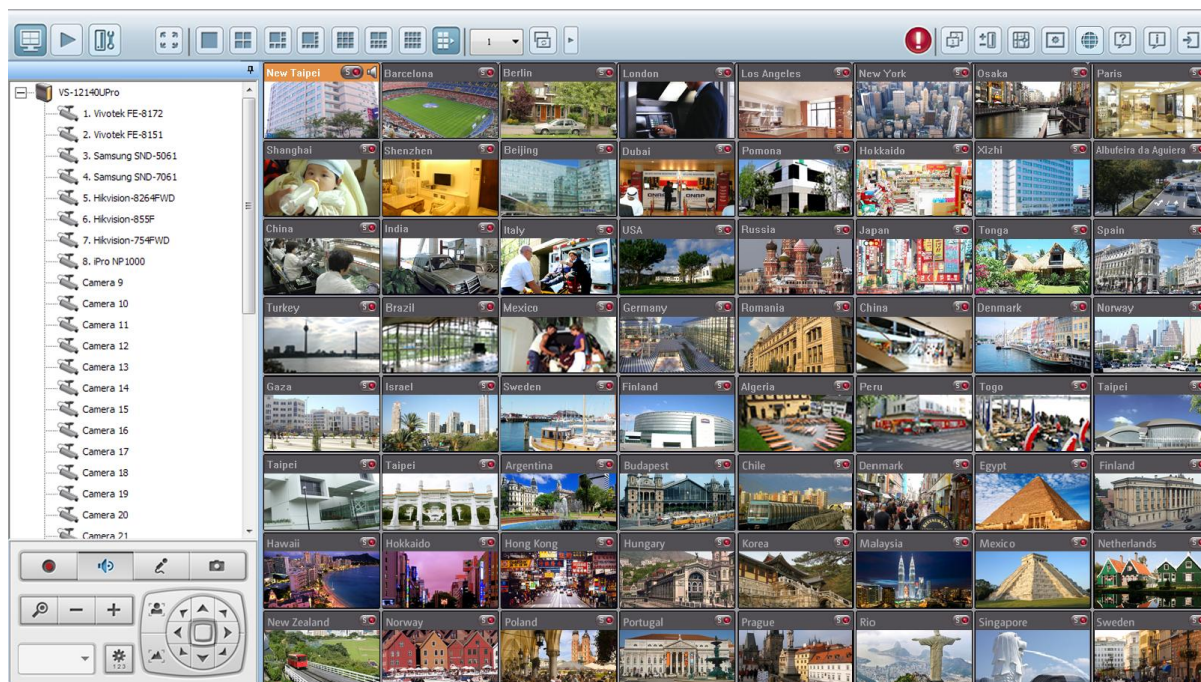 1
VS-12140UPro
1. Vivotek FE-8172
2. Vivotek FE-8151
3. Samsung SND-5061
4. Samsung SND-7061
5. Hikvision-8264FWD
6. Hikvision-855F
7. Hikvision-754FWD
8. iPro NP1000
Camera 9
Camera 10
Camera 11
Camera 12
Camera 13
Camera 14
Camera 15
Camera 16
Camera 17
Camera 18
Camera 19
Camera 20
Camera 21
123
New Taipei Barcelona Berlin London Los Angeles New York Osaka Paris
Shanghai Shenzhen Beijing Dubai Pomona Hokkaido Xizhi Albufeira da Aguiera
China India Italy USA Russia Japan Tonga Spain
Turkey Brazil Mexico Germany Romania China Denmark Norway
Gaza Israel Sweden Finland Algeria Peru Togo Taipei
Taipei Taipei Argentina Budapest Chile Denmark Egypt Finland
Hawaii Hokkaido Hong Kong Hungary Korea Malaysia Mexico Netherlands
New Zealand Norway Poland Portugal Prague Rio Singapore Sweden